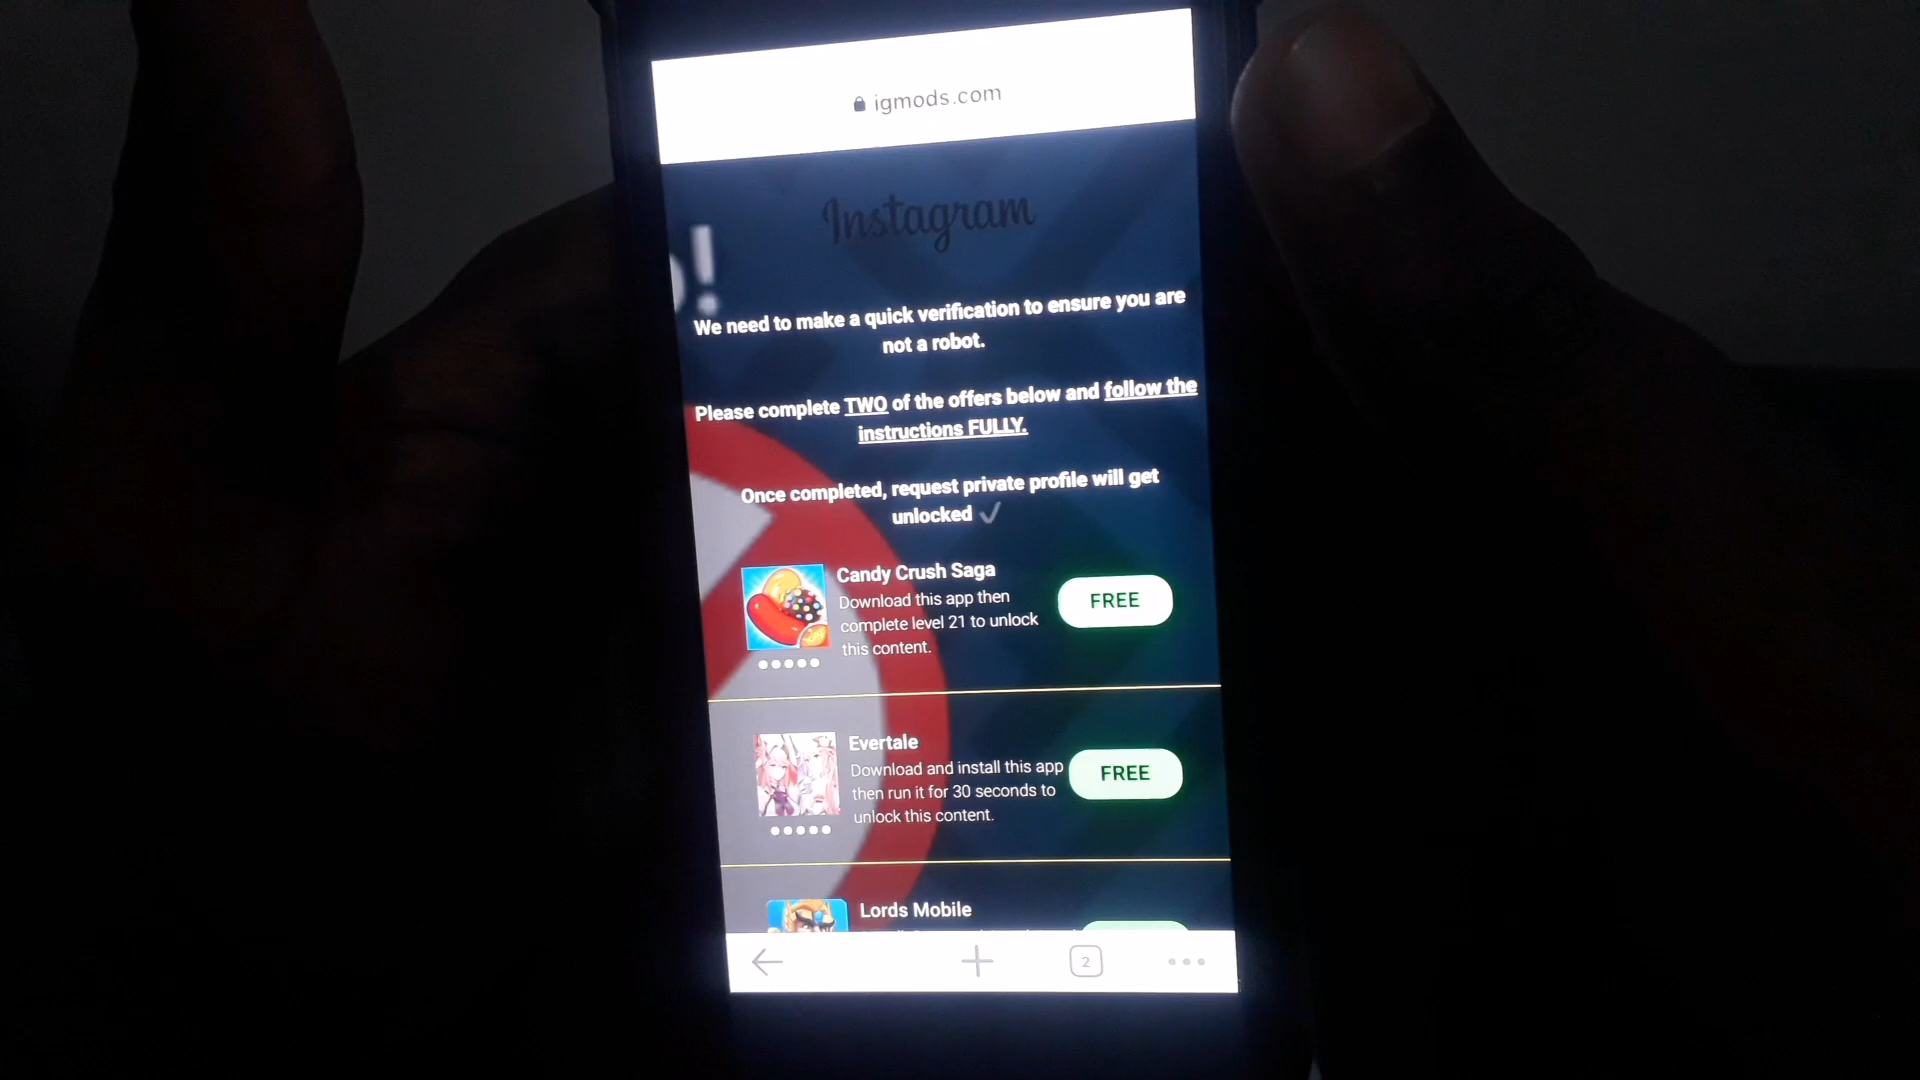 igmods.com
Instagram
!
We need to make a quick verification to ensure you are
not a robot.
Please complete TWO of the offers below and follow the
instructions FULLY.
Once completed, request private profile will get
unlocked ✓
Candy Crush Saga
Download this app then
complete level 21 to unlock
this content.
FREE
Evertale
Download and install this app
then run it for 30 seconds to
unlock this content.
FREE
Lords Mobile
2